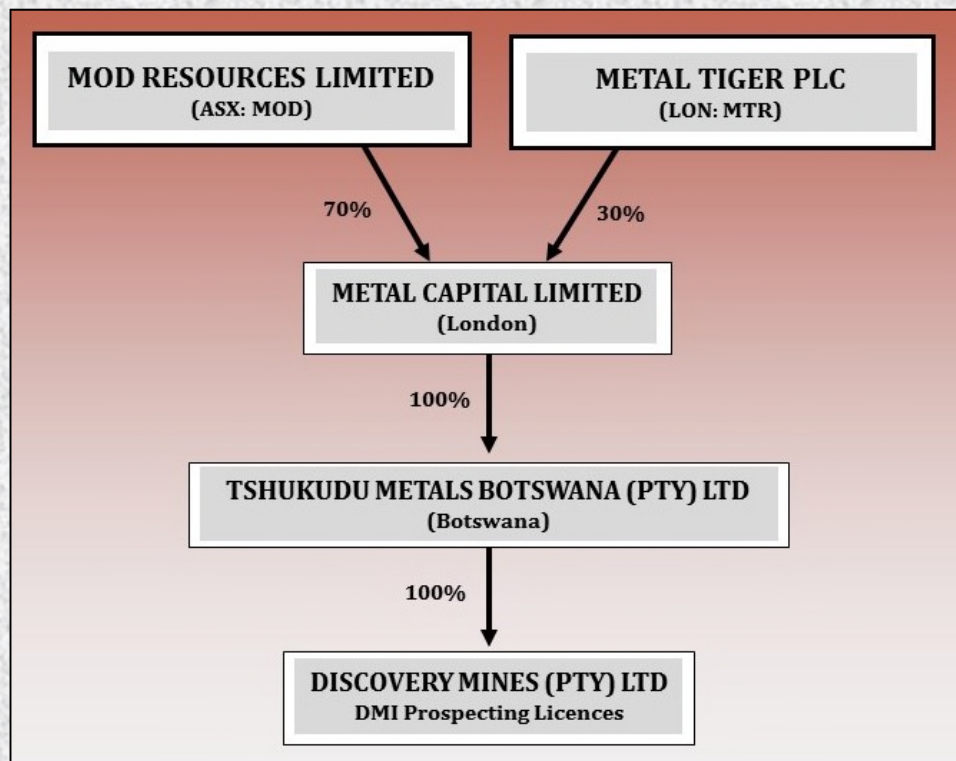 MOD RESOURCES LIMITED
(ASX: MOD)
METAL TIGER PLC
(LON: MTR)
70%
30%
METAL CAPITAL LIMITED
(London)
100%
TSHUKUDU METALS BOTSWANA (PTY) LTD
(Botswana)
100%
DISCOVERY MINES (PTY) LTD
DMI Prospecting Licences